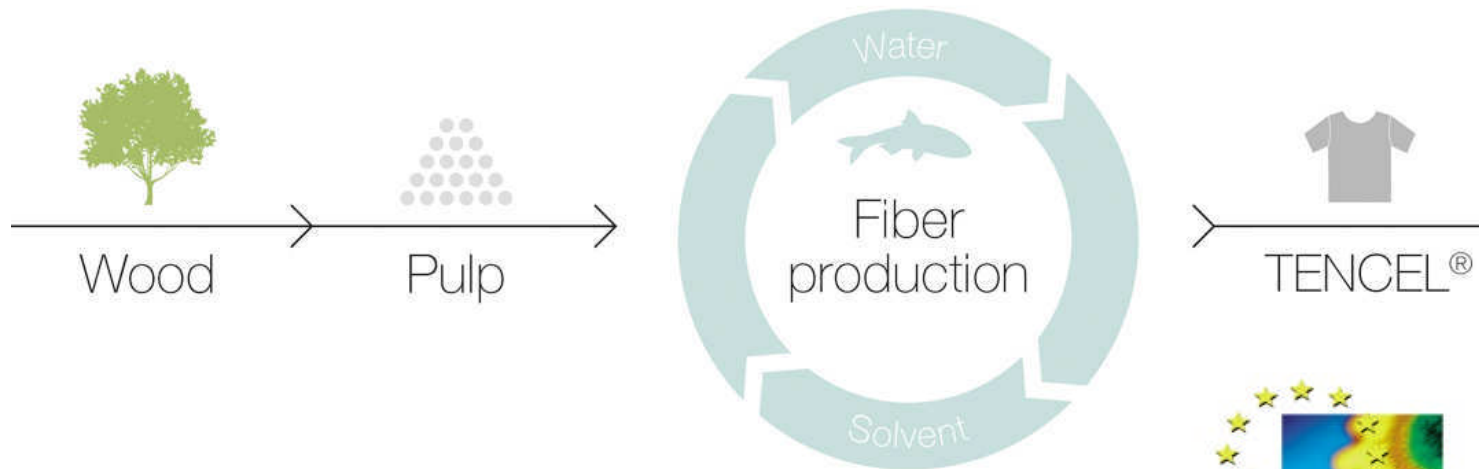 Water
Wood
Pulp
Fiber
production
TENCEL®
Solvent